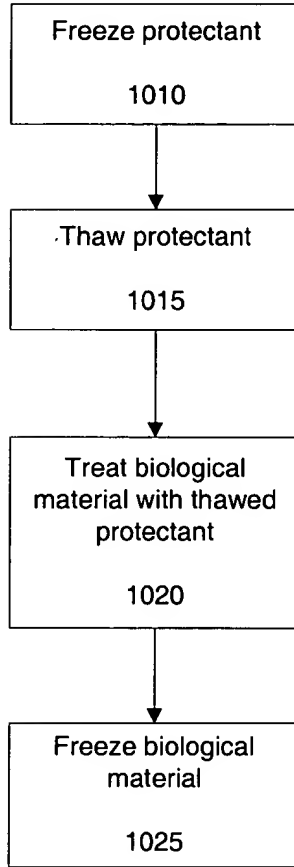 Freeze protectant
1010
Thaw protectant
1015
Treat biological
material with thawed
protectant
1020
Freeze biological
material
1025